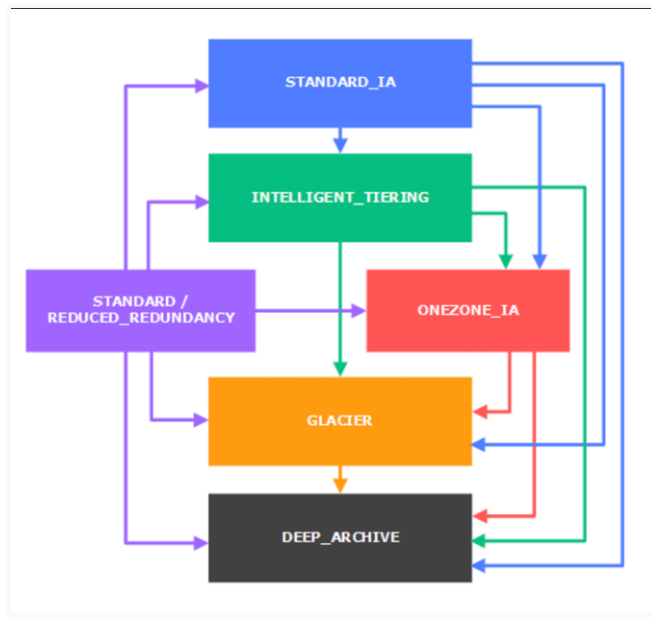 STANDARD_IA
INTELLIGENT_TIERING
STANDARD /
REDUCED_REDUNDANCY
ONEZONE_IA
GLACIER
DEEP_ARCHIVE